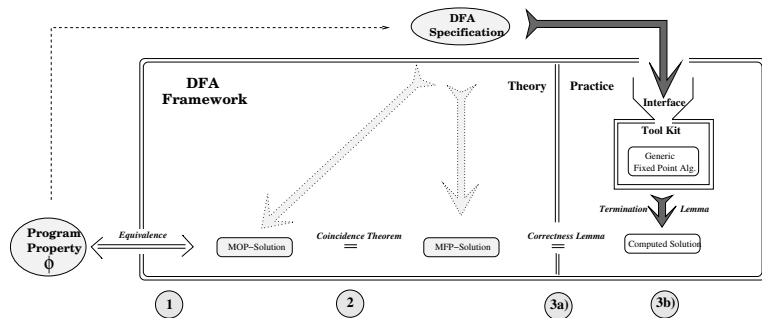 DFA
Specification
DFA
Framework
Theory
Practice
Interface
Tool Kit
Generic
Fixed Point Alg.
Termination
Lemma
Program
Property
ϕ
Equivalence
MOP–Solution
Coincidence Theorem
=
MFP–Solution
Correctness Lemma
=
Computed Solution
1
2
3a)
3b)